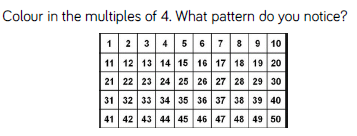 Colour in the multiples of 4. What pattern do you notice?
1 2 3 4 5 6 7 8 9 10
11 12 13 14 15 16 17 18 19 20
21 22 23 24 25 26 27 28 29 30
31 32 33 34 35 36 37 38 39 40
41 42 43 44 45 46 47 48 49 50